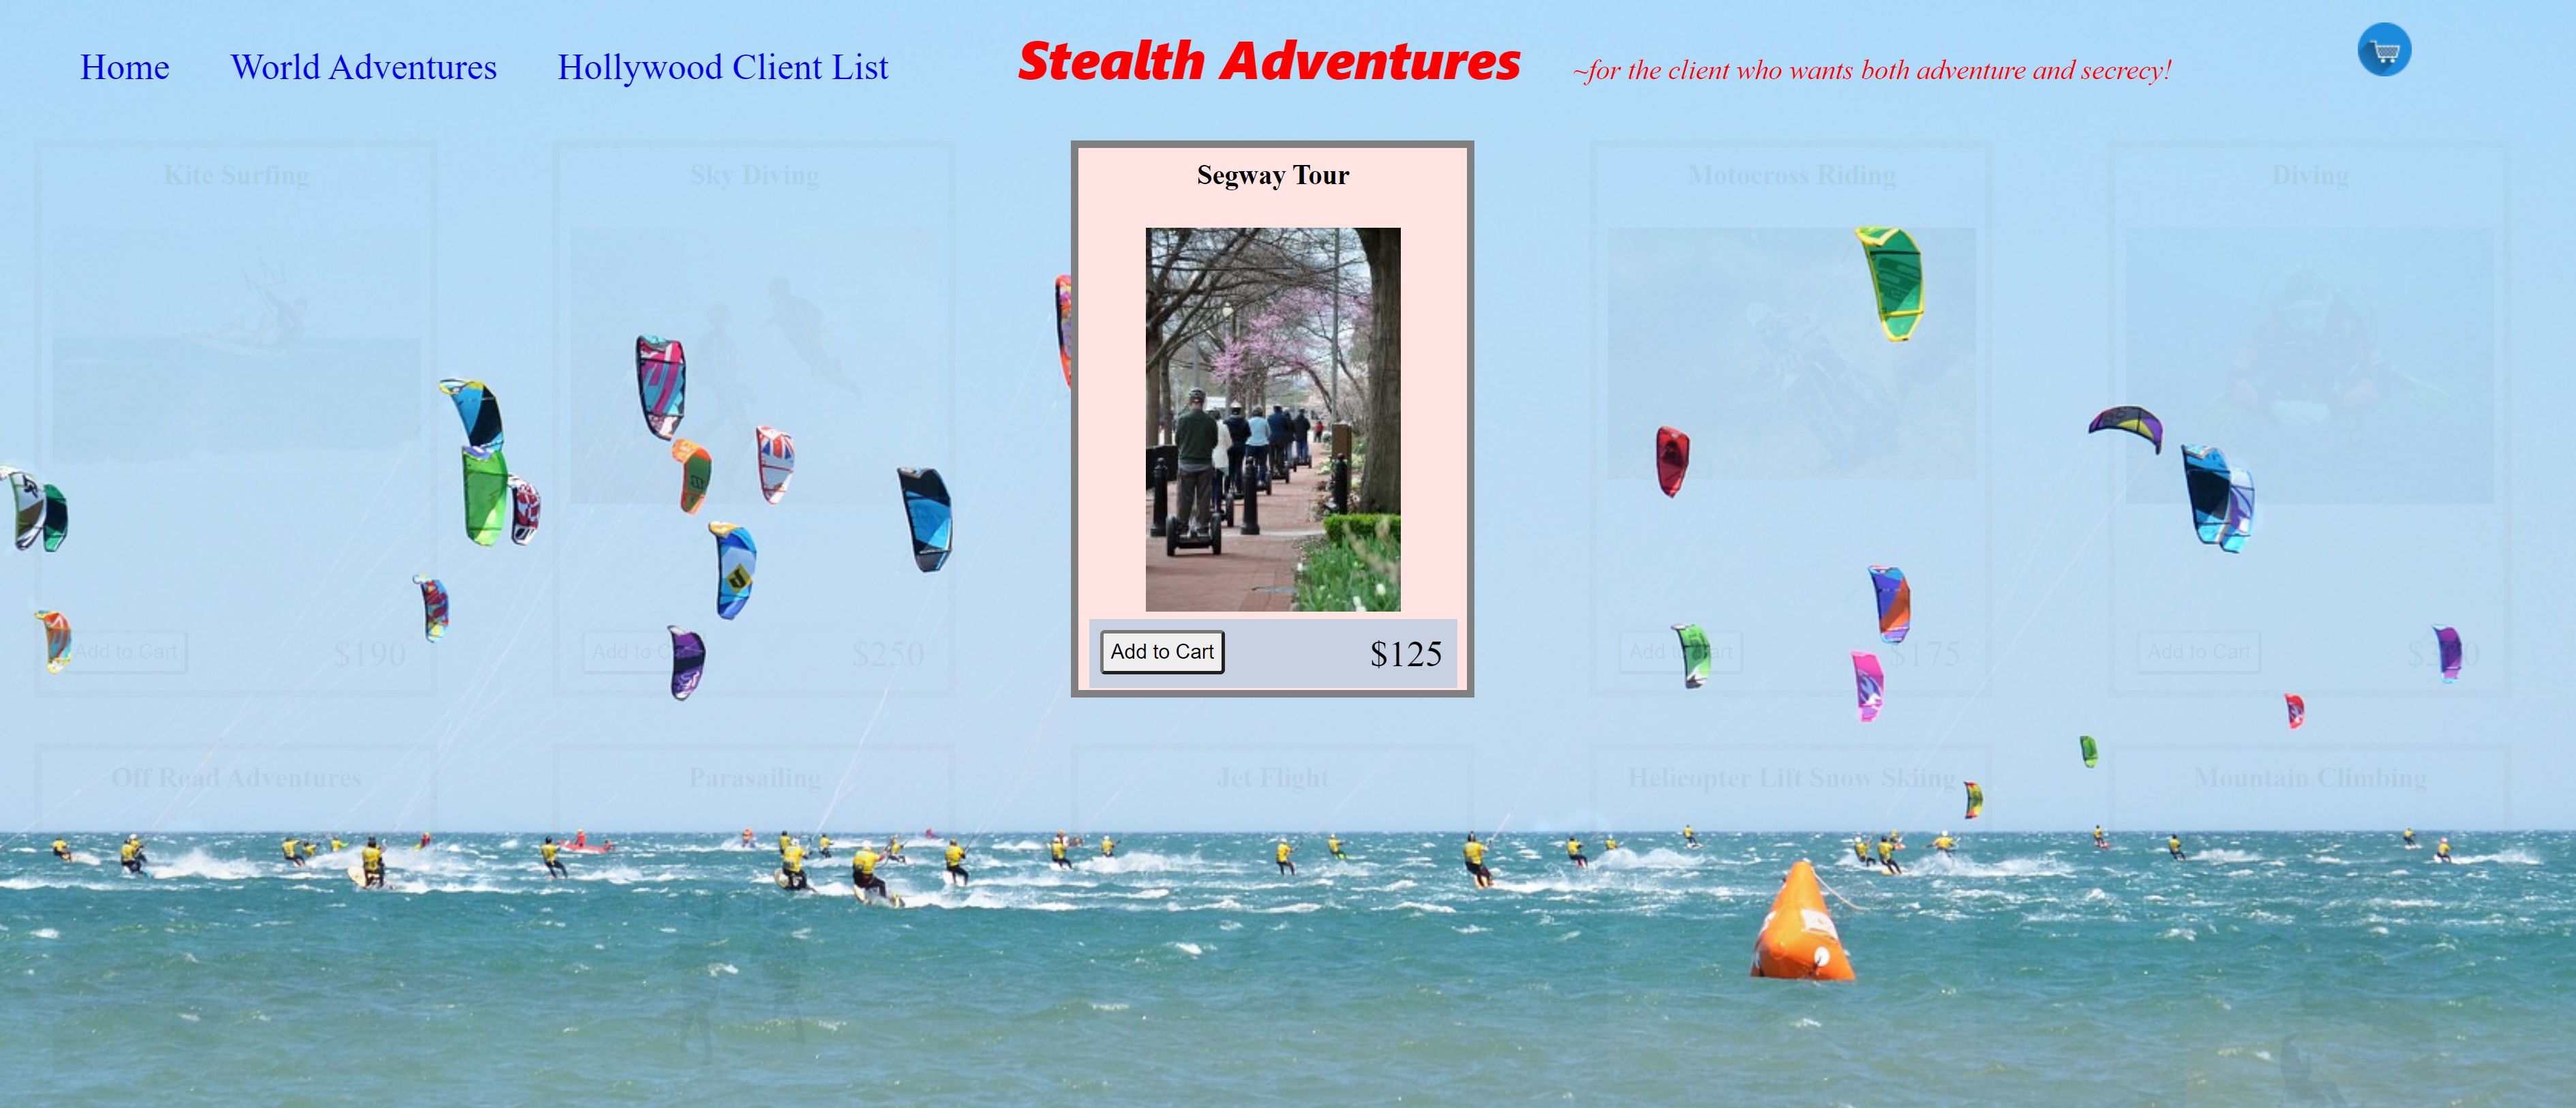 Home World Adventures Hollywood Client List Stealth Adventures ~for the client who wants both adventure and secrecy!
Kite Surfing Sky Diving Segway Tour Motocross Riding Diving
Add to Cart $190 Add to C $250 Add to Cart $125 Add to Cart $175 Add to Cart
Off Road Adventures Parasailing Jet Flight Helicopter Lift Snow Skiing Mountain Climbing